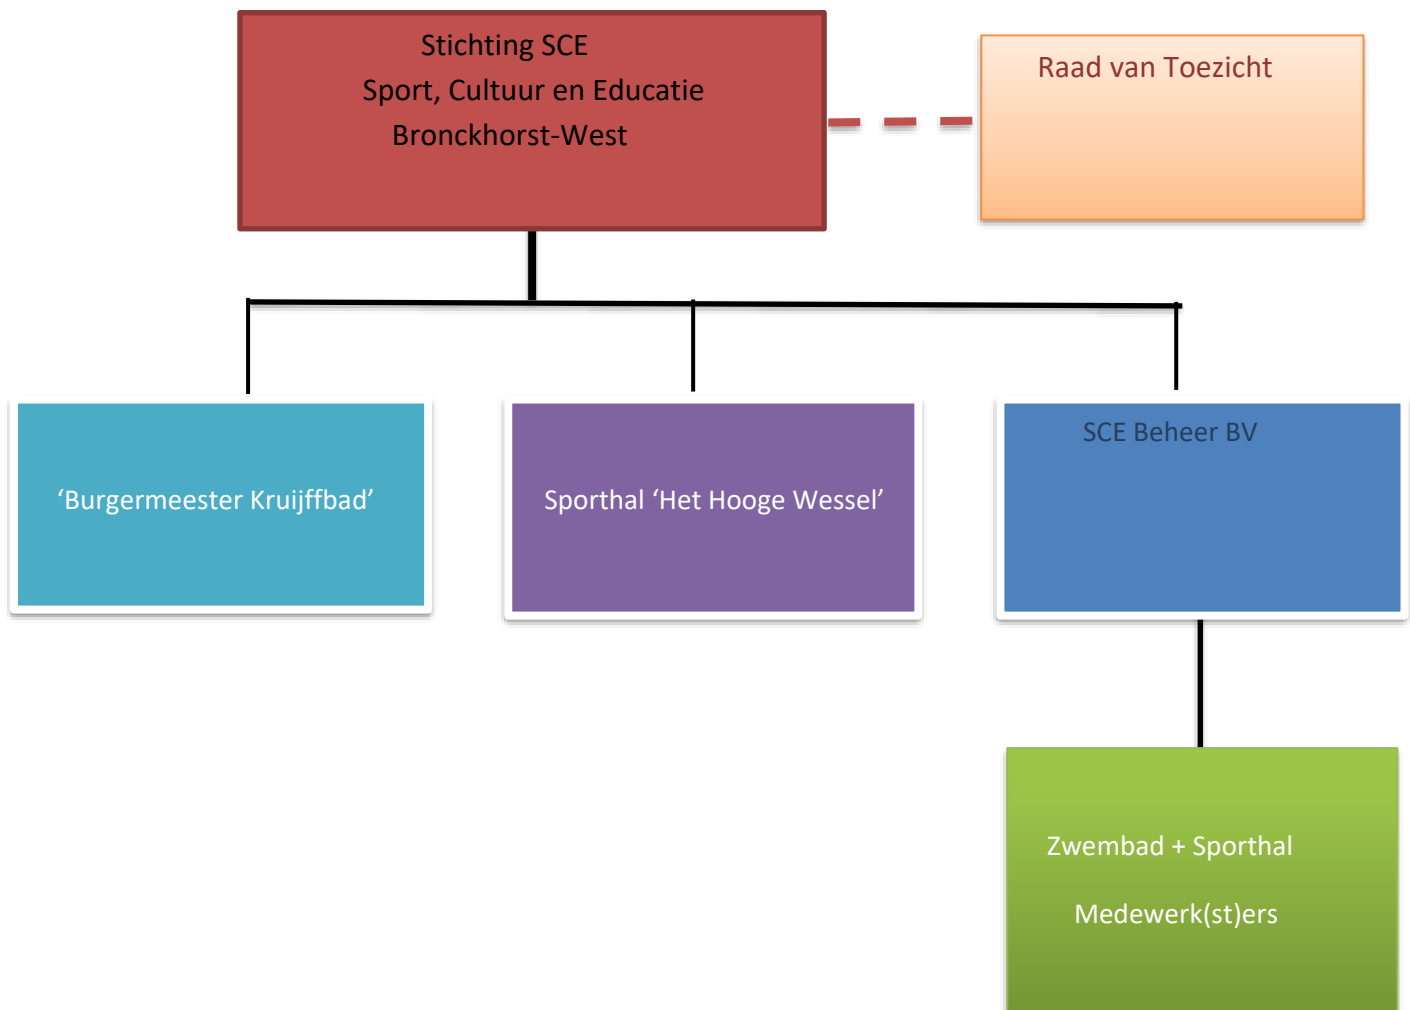 Stichting SCE
Sport, Cultuur en Educatie
Bronckhorst-West
Raad van Toezicht
‘Burgermeester Kruijffbad’
Sporthal ‘Het Hooge Wessel’
SCE Beheer BV
Zwembad + Sporthal
Medewerk(st)ers